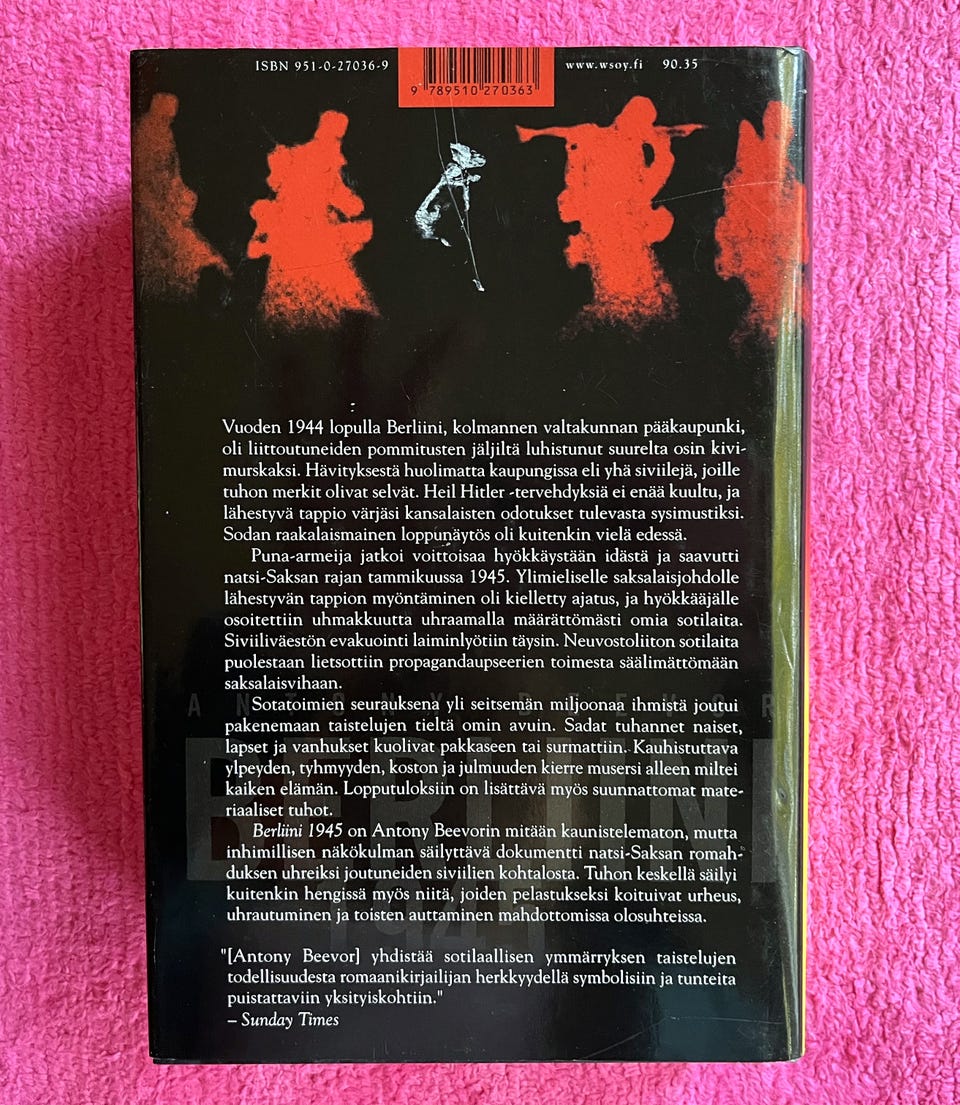 ISBN 951-0-27036-9
9 789510 270363
www.wsoy.fi 90.35
Vuoden 1944 lopulla Berliini, kolmannen valtakunnan pääkaupunki,
oli liittoutuneiden pommitusten jäljiltä luhistunut suurelta osin kivi-
murskaksi. Hävityksestä huolimatta kaupungissa eli yhä siviilejä, joille
tuhon merkit olivat selvät. Heil Hitler -tervehdyksiä ei enää kuultu, ja
lähestyvä tappio värjäsi kansalaisten odotukset tulevasta sysimustiksi.
Sodan raakalaismainen loppunäytös oli kuitenkin vielä edessä.
Puna-armeija jatkoi voittoisaa hyökkäystään idästä ja saavutti
natsi-Saksan rajan tammikuussa 1945. Ylimieliselle saksalaisjohdolle
lähestyvän tappion myöntäminen oli kielletty ajatus, ja hyökkääjälle
osoitettiin uhmakkuutta uhraamalla määrättömästi omia sotilaita.
Siviiliväestön evakuointi laiminlyötiin täysin. Neuvostoliiton sotilaita
puolestaan lietsottiin propagandaupseerien toimesta säälimättömään
saksalaisvihaan.
ANTONY BEEVOR
Sotatoimien seurauksena yli seitsemän miljoonaa ihmistä joutui
pakenemaan taistelujen tieltä omin avuin. Sadat tuhannet naiset,
lapset ja vanhukset kuolivat pakkaseen tai surmattiin. Kauhistuttava
ylpeyden, tyhmyyden, koston ja julmuuden kierre musersi alleen miltei
kaiken elämän. Lopputuloksiin on lisättävä myös suunnattomat mate-
riaaliset tuhot.
BERLIINI
Berliini 1945 on Antony Beevorin mitään kaunistelematon, mutta
inhimillisen näkökulman säilyttävä dokumentti natsi-Saksan romah-
duksen uhreiksi joutuneiden siviilien kohtalosta. Tuhon keskellä säilyi
kuitenkin hengissä myös niitä, joiden pelastukseksi koituivat urheus,
uhrautuminen ja toisten auttaminen mahdottomissa olosuhteissa.
1945
"[Antony Beevor] yhdistää sotilaallisen ymmärryksen taistelujen
todellisuudesta romaanikirjailijan herkkyydellä symbolisiin ja tunteita
puistattaviin yksityiskohtiin."
– Sunday Times